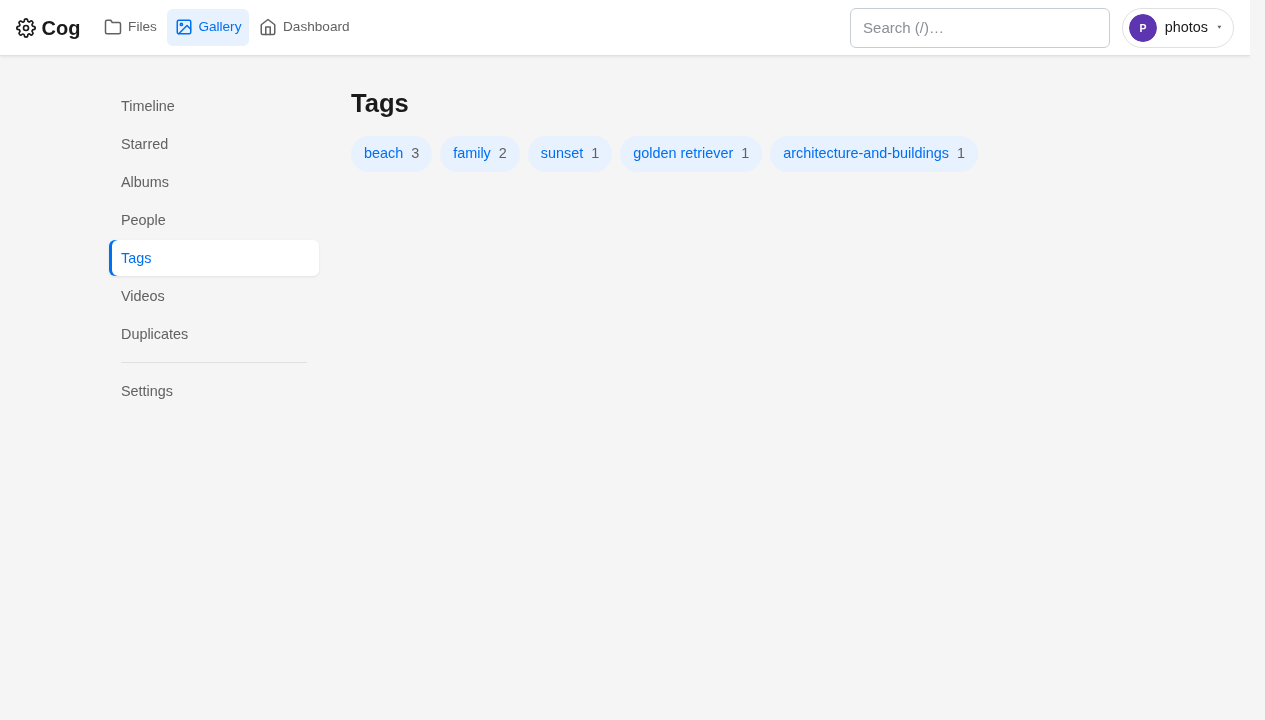 Cog Files Gallery Dashboard Search (/)… P photos
Timeline
Starred
Albums
People
Tags
Videos
Duplicates
Settings
Tags
beach 3 family 2 sunset 1 golden retriever 1 architecture-and-buildings 1